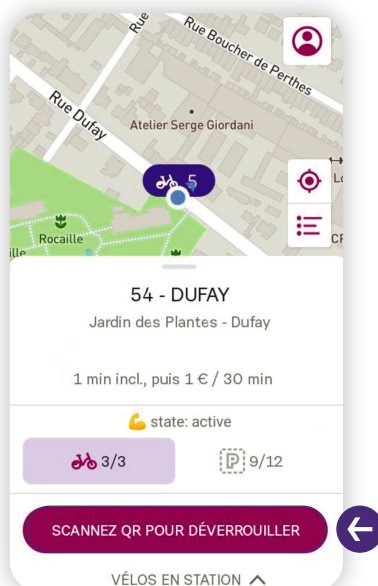 Rue
Rue Boucher de Perthes
Rue Dufay
Atelier Serge Giordani
5
Rocaille
54 - DUFAY
Jardin des Plantes - Dufay
1 min incl., puis 1 € / 30 min
state: active
3/3
P 9/12
SCANNEZ QR POUR DÉVERROUILLER
VÉLOS EN STATION